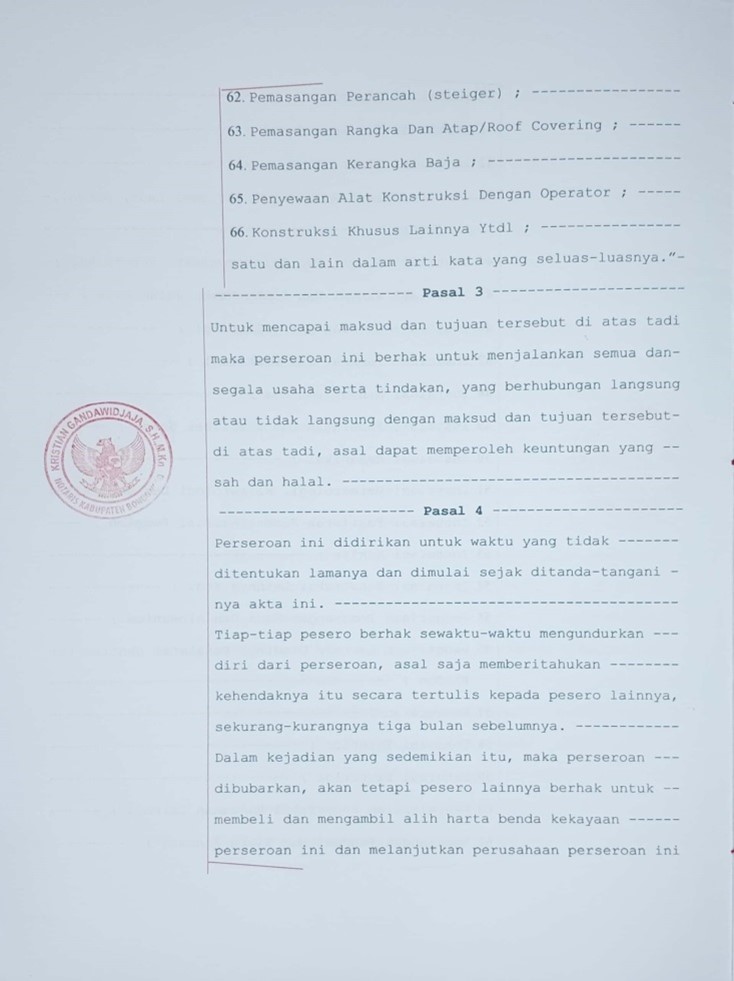 62. Pemasangan Perancah (steiger) ; -----------------
63. Pemasangan Rangka Dan Atap/Roof Covering ; ------
64. Pemasangan Kerangka Baja ; ----------------------
65. Penyewaan Alat Konstruksi Dengan Operator ; -----
66. Konstruksi Khusus Lainnya Ytdl ; ----------------
satu dan lain dalam arti kata yang seluas-luasnya."-
----------------------- Pasal 3 ----------------------
Untuk mencapai maksud dan tujuan tersebut di atas tadi
maka perseroan ini berhak untuk menjalankan semua dan-
segala usaha serta tindakan, yang berhubungan langsung
atau tidak langsung dengan maksud dan tujuan tersebut-
di atas tadi, asal dapat memperoleh keuntungan yang --
sah dan halal. ---------------------------------------
----------------------- Pasal 4 ----------------------
Perseroan ini didirikan untuk waktu yang tidak -------
ditentukan lamanya dan dimulai sejak ditanda-tangani -
nya akta ini. ----------------------------------------
Tiap-tiap pesero berhak sewaktu-waktu mengundurkan ---
diri dari perseroan, asal saja memberitahukan --------
kehendaknya itu secara tertulis kepada pesero lainnya,
sekurang-kurangnya tiga bulan sebelumnya. ------------
Dalam kejadian yang sedemikian itu, maka perseroan ---
dibubarkan, akan tetapi pesero lainnya berhak untuk --
membeli dan mengambil alih harta benda kekayaan ------
perseroan ini dan melanjutkan perusahaan perseroan ini
KRISTIAN GANDAWIDJAJA, S.H., M.Kn
NOTARIS KABUPATEN